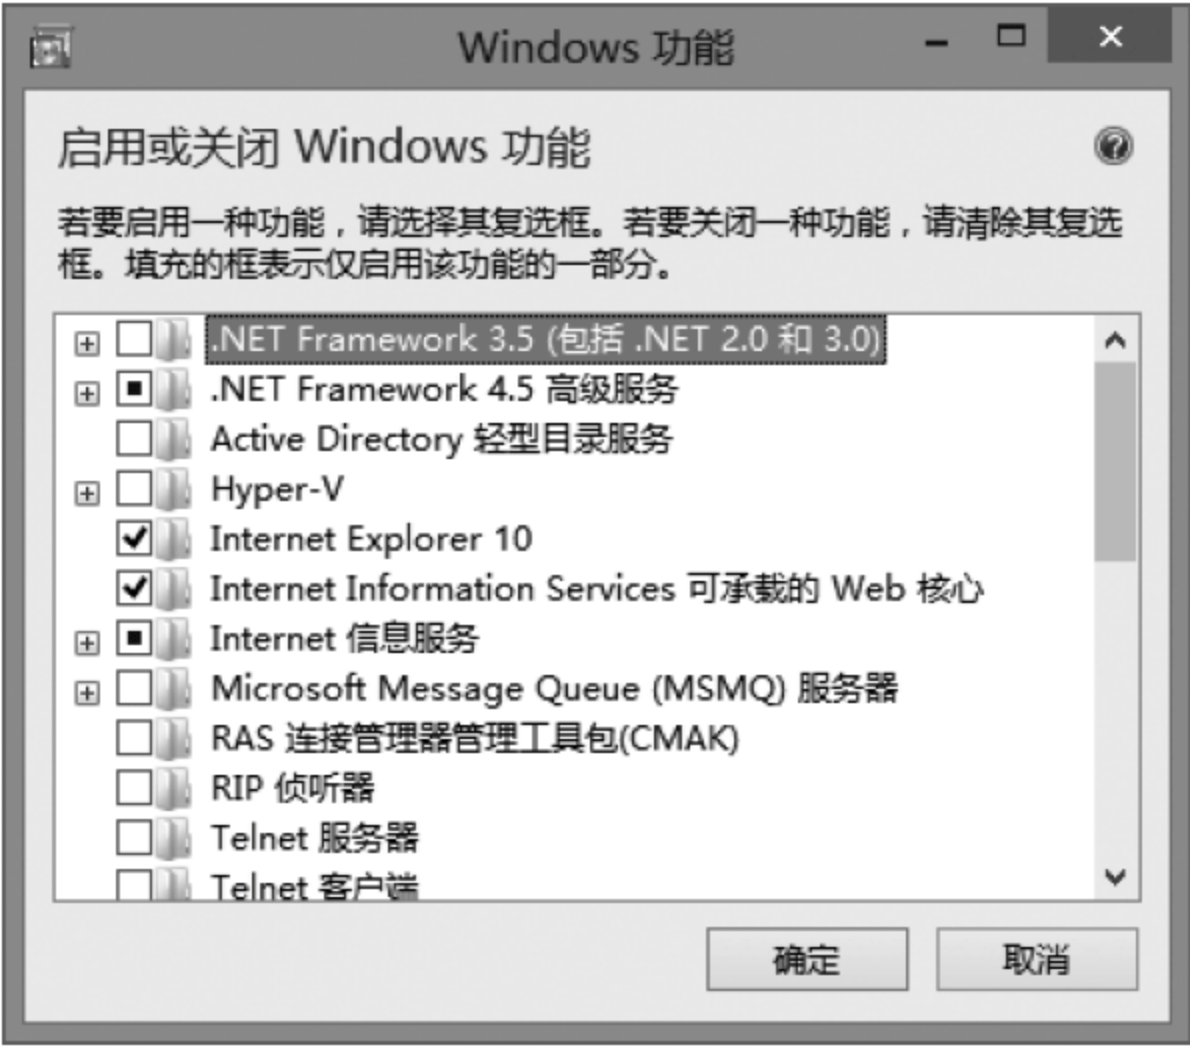 Windows 功能
启用或关闭 Windows 功能
若要启用一种功能，请选择其复选框。若要关闭一种功能，请清除其复选
框。填充的框表示仅启用该功能的一部分。
.NET Framework 3.5 (包括 .NET 2.0 和 3.0)
.NET Framework 4.5 高级服务
Active Directory 轻型目录服务
Hyper-V
Internet Explorer 10
Internet Information Services 可承载的 Web 核心
Internet 信息服务
Microsoft Message Queue (MSMQ) 服务器
RAS 连接管理器管理工具包(CMAK)
RIP 侦听器
Telnet 服务器
Telnet 客户端
确定 取消